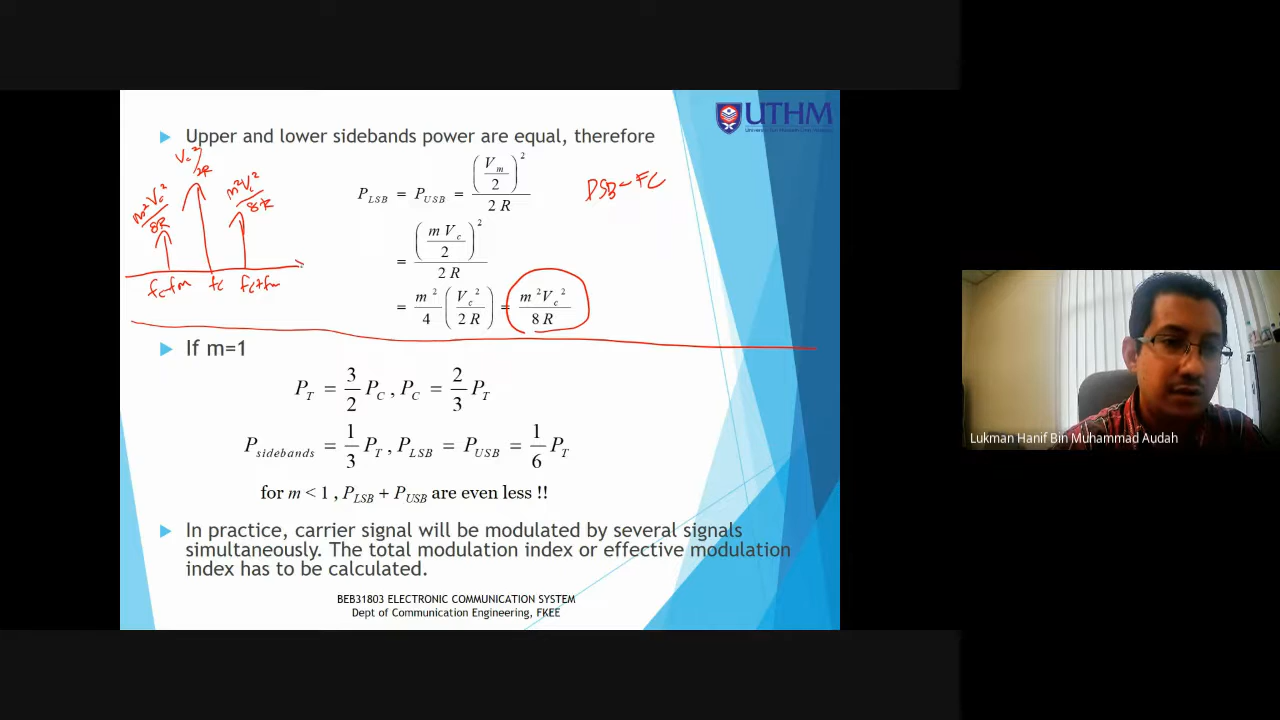 UTHM
Upper and lower sidebands power are equal, therefore
P_LSB = P_USB = (V_m/2)^2 / 2R
DSB-FC
= (mV_c/2)^2 / 2R
= m^2/4 (V_c^2/2R) = m^2V_c^2/8R
V_c^2/2R
m^2V_c^2/8R
m^2V_c^2/8R
fc-fm fc fc+fm
If m=1
P_T = 3/2 P_C , P_C = 2/3 P_T
P_sidebands = 1/3 P_T , P_LSB = P_USB = 1/6 P_T
for m < 1 , P_LSB + P_USB are even less !!
In practice, carrier signal will be modulated by several signals
simultaneously. The total modulation index or effective modulation
index has to be calculated.
BEB31803 ELECTRONIC COMMUNICATION SYSTEM
Dept of Communication Engineering, FKEE
Lukman Hanif Bin Muhammad Audah